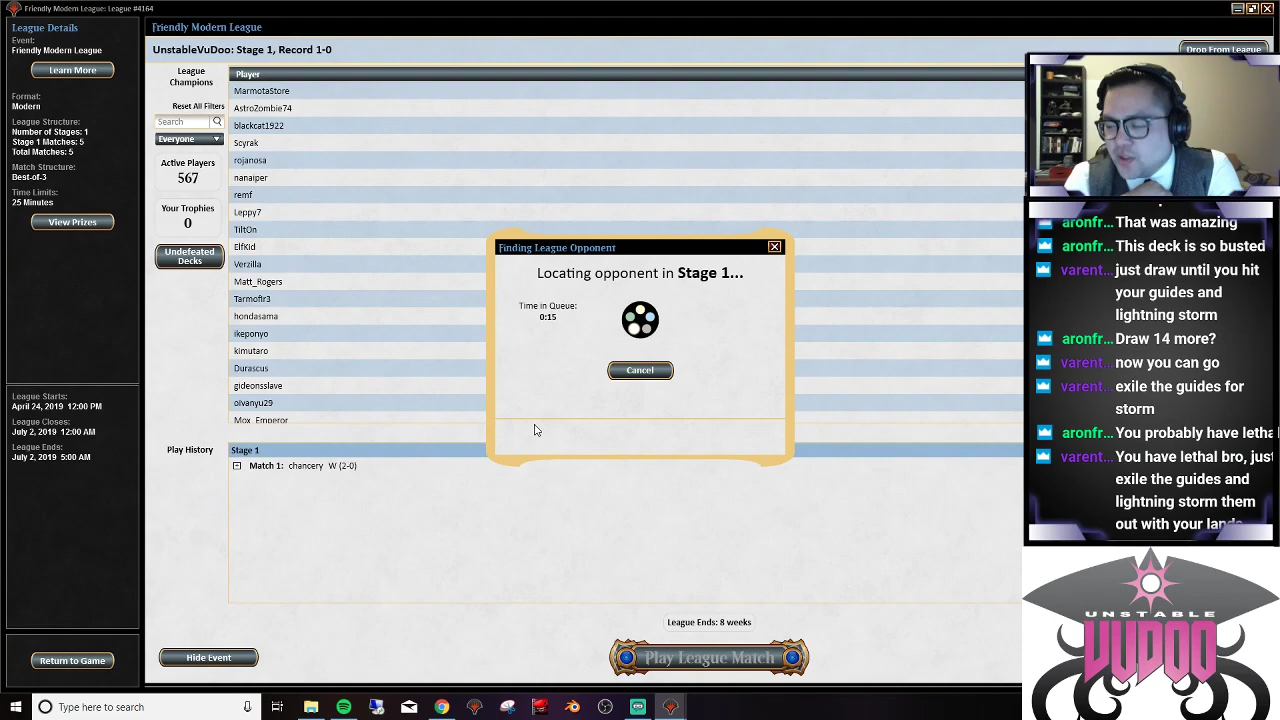 Friendly Modern League: League #4164
League Details
Event:
Friendly Modern League
Learn More
Format:
Modern
League Structure:
Number of Stages: 1
Stage 1 Matches: 5
Total Matches: 5
Match Structure:
Best-of-3
Time Limits:
25 Minutes
View Prizes
League Starts:
April 24, 2019 12:00 PM
League Closes:
July 2, 2019 12:00 AM
League Ends:
July 2, 2019 5:00 AM
Return to Game
Friendly Modern League
UnstableVuDoo: Stage 1, Record 1-0
Drop From League
League
Champions
Reset All Filters
Search
Everyone
Active Players
567
Your Trophies
0
Undefeated
Decks
Player
MarmotaStore
AstroZombie74
blackcat1922
Scyrak
rojanosa
nanaiper
remf
Leppy7
TiltOn
ElfKid
Verzilla
Matt_Rogers
Tarmofir3
hondasama
ikeponyo
kimutaro
Durascus
gideonsslave
olvanyu29
Mox_Emperor
Finding League Opponent
Locating opponent in Stage 1...
Time in Queue:
0:15
Cancel
Play History
Stage 1
Match 1: chancery W (2-0)
League Ends: 8 weeks
Hide Event
Play League Match
aronfr... That was amazing
aronfr... This deck is so busted
varent... just draw until you hit
your guides and
lightning storm
aronfr... Draw 14 more?
varent... now you can go
varent... exile the guides for
storm
aronfr... You probably have letha
varent... You have lethal bro, jus
exile the guides and
lightning storm them
out with your lands
UNSTABLE
VUDOO
Type here to search